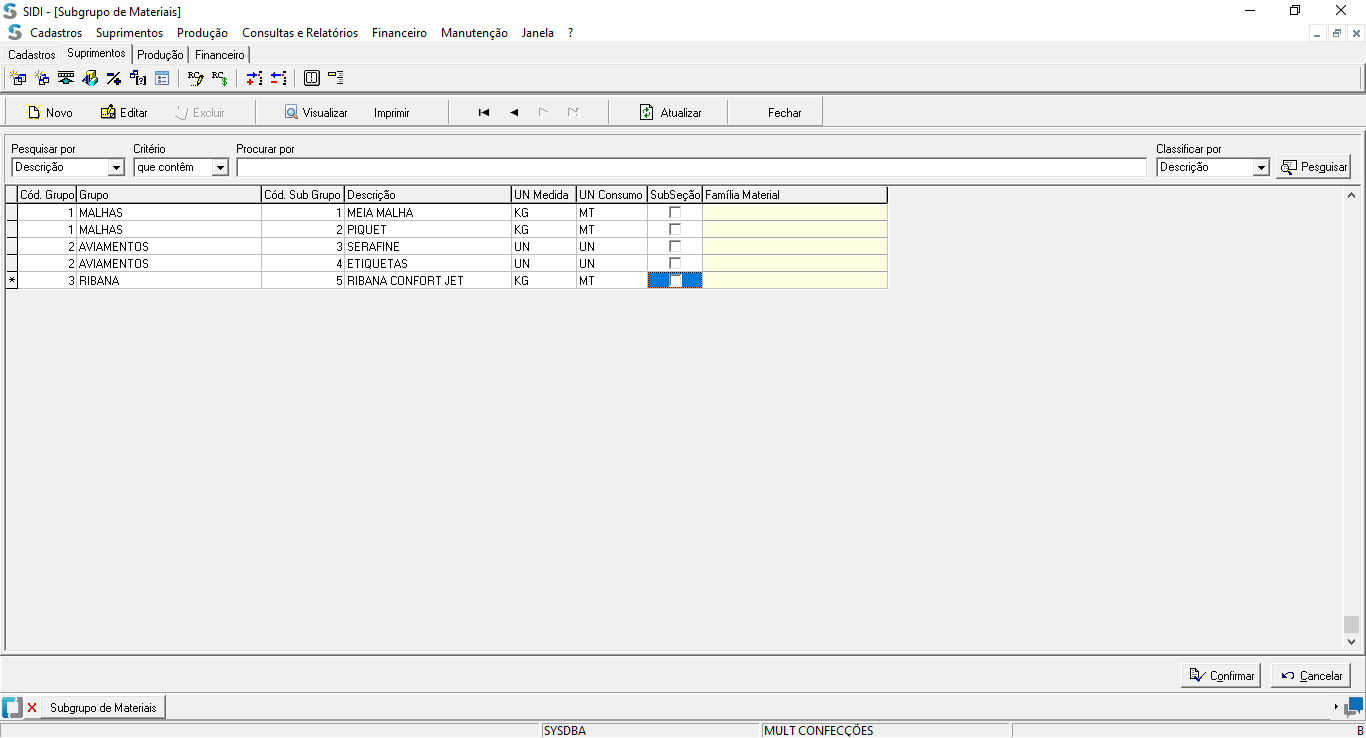 SIDI - [Subgrupo de Materiais]
Cadastros Suprimentos Produção Consultas e Relatórios Financeiro Manutenção Janela ?
Cadastros Suprimentos Produção Financeiro
Novo Editar Excluir Visualizar Imprimir Atualizar Fechar
Pesquisar por Critério Procurar por Classificar por
Descrição que contêm Descrição Pesquisar
Cód. Grupo Grupo Cód. Sub Grupo Descrição UN Medida UN Consumo SubSeção Família Material
1 MALHAS 1 MEIA MALHA KG MT
1 MALHAS 2 PIQUET KG MT
2 AVIAMENTOS 3 SERAFINE UN UN
2 AVIAMENTOS 4 ETIQUETAS UN UN
* 3 RIBANA 5 RIBANA CONFORT JET KG MT
Confirmar Cancelar
Subgrupo de Materiais
SYSDBA MULT CONFECÇÕES B